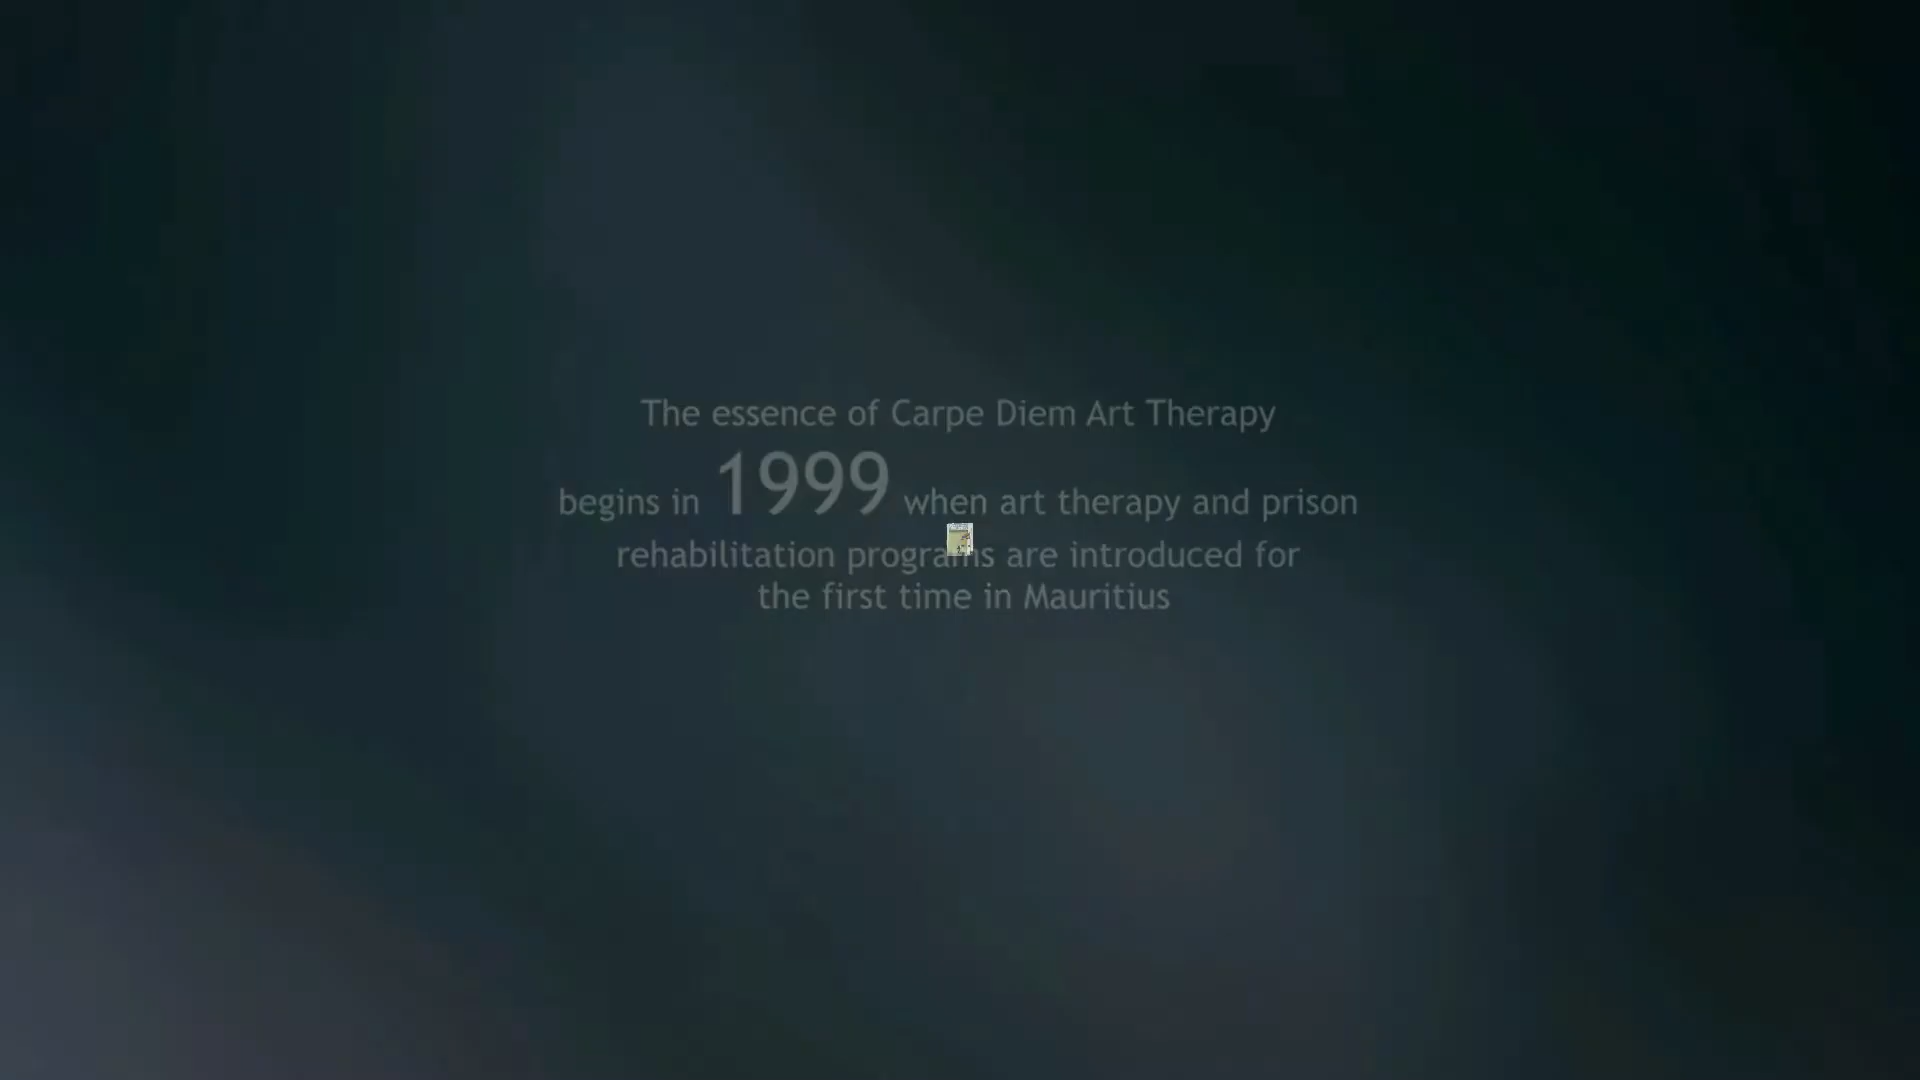 The essence of Carpe Diem Art Therapy
begins in 1999 when art therapy and prison
rehabilitation programs are introduced for
the first time in Mauritius